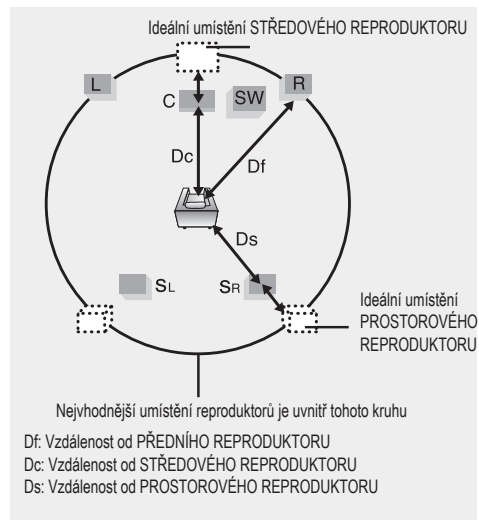 Ideální umístění STŘEDOVÉHO REPRODUKTORU
L
R
C
SW
Dc
Df
Ds
SL
SR
Ideální umístění
PROSTOROVÉHO
REPRODUKTORU
Nejvhodnější umístění reproduktorů je uvnitř tohoto kruhu
Df: Vzdálenost od PŘEDNÍHO REPRODUKTORU
Dc: Vzdálenost od STŘEDOVÉHO REPRODUKTORU
Ds: Vzdálenost od PROSTOROVÉHO REPRODUKTORU